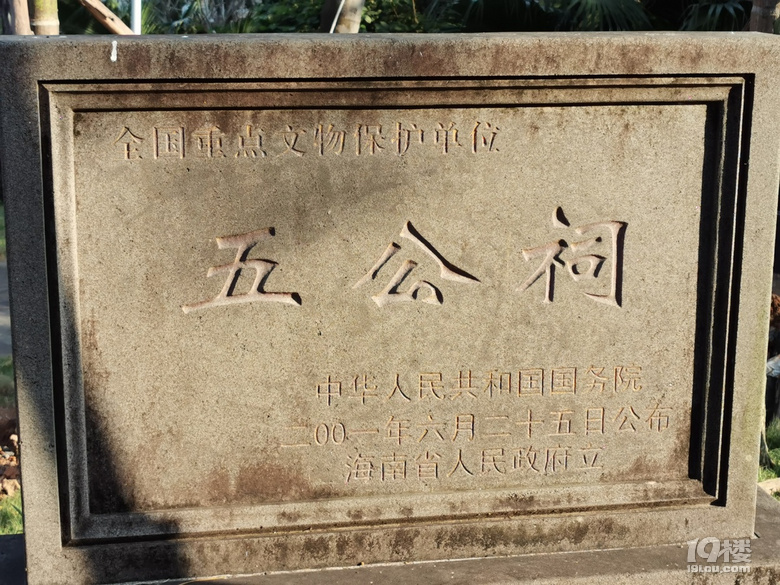 全国重点文物保护单位
五公祠
中华人民共和国国务院
二00一年六月二十五日公布
海南省人民政府立
19楼
19lou.com